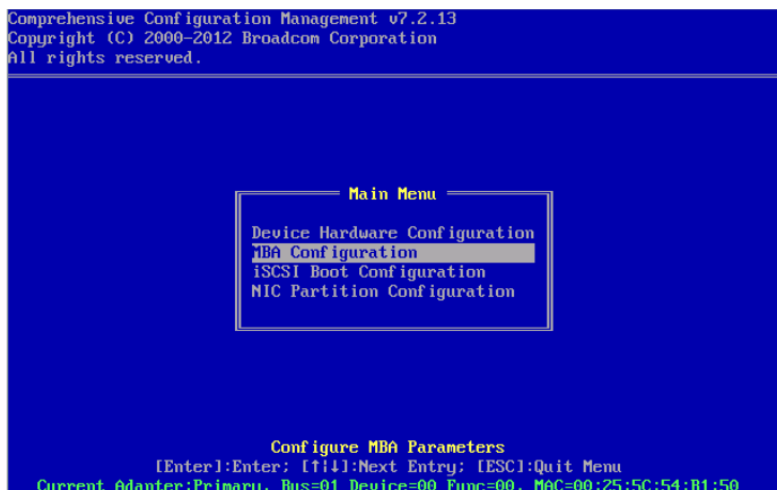 Comprehensive Configuration Management v7.2.13
Copyright (C) 2000-2012 Broadcom Corporation
All rights reserved.
Main Menu
Device Hardware Configuration
MBA Configuration
iSCSI Boot Configuration
NIC Partition Configuration
Configure MBA Parameters
[Enter]:Enter; [↑|↓]:Next Entry; [ESC]:Quit Menu
Current Adapter:Primary, Bus=01 Device=00 Func=00, MAC=00:25:5C:54:B1:50